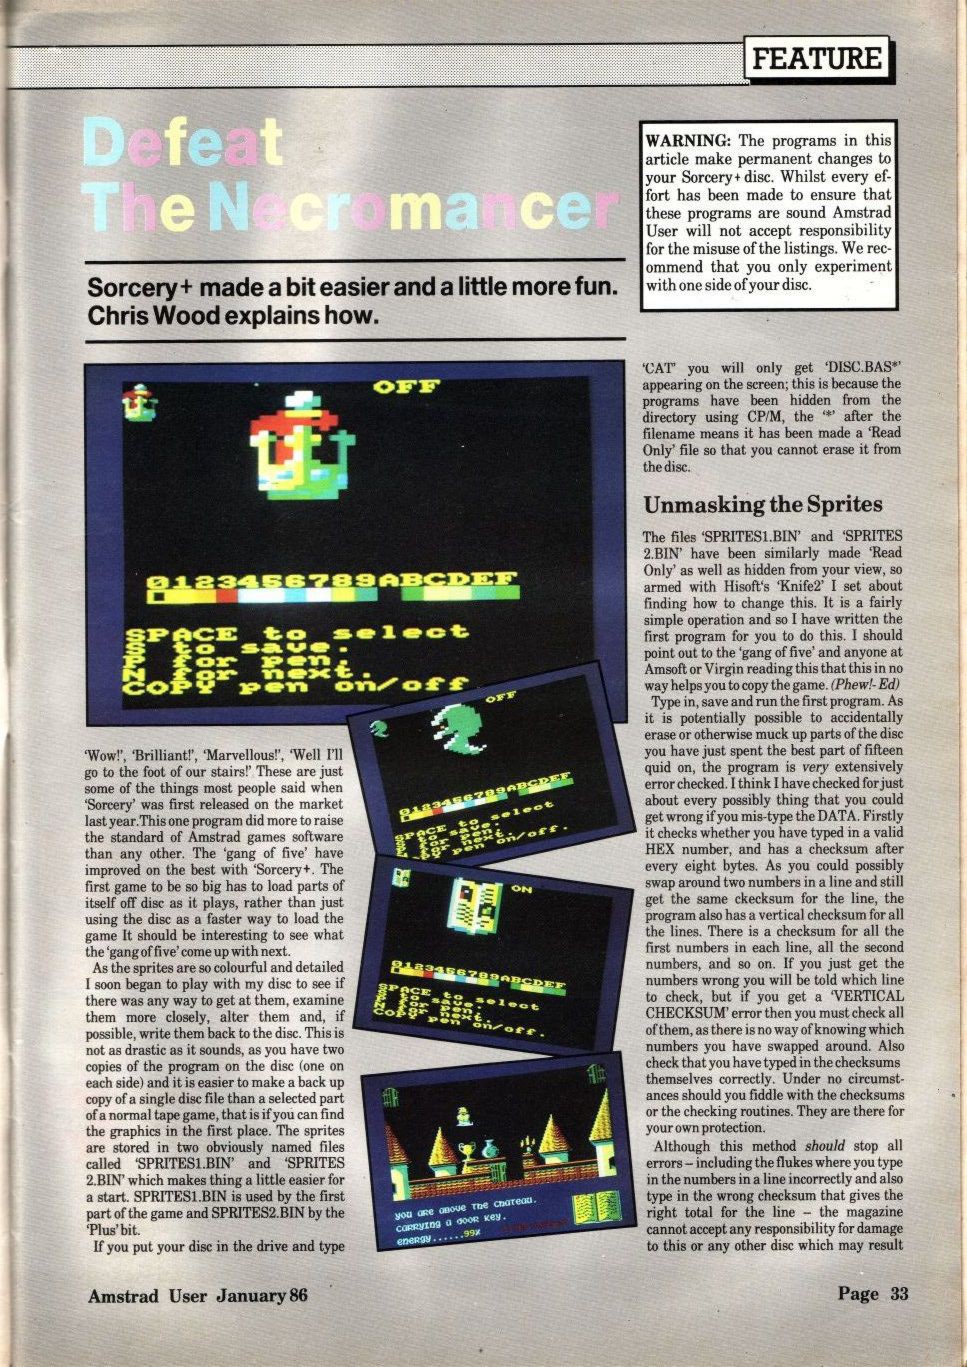 FEATURE
Defeat
The Necromancer
Sorcery+ made a bit easier and a little more fun.
Chris Wood explains how.
WARNING: The programs in this
article make permanent changes to
your Sorcery+ disc. Whilst every ef-
fort has been made to ensure that
these programs are sound Amstrad
User will not accept responsibility
for the misuse of the listings. We rec-
ommend that you only experiment
with one side of your disc.
OFF
0123456789ABCDEF
SPACE to select
S to save.
P for pen.
N for next.
COPY pen on/off
OFF
0123456789ABCDEF
SPACE to select
S to save.
P for pen.
N for next.
COPY pen on/off.
ON
0123456789ABCDEF
SPACE to select
S to save.
P for pen.
N for next.
COPY pen on/off.
you are above the chateau.
carrying a door key.
energy......99%
'Wow!', 'Brilliant!', 'Marvellous!', 'Well I'll
go to the foot of our stairs!' These are just
some of the things most people said when
'Sorcery' was first released on the market
last year.This one program did more to raise
the standard of Amstrad games software
than any other. The 'gang of five' have
improved on the best with 'Sorcery+. The
first game to be so big has to load parts of
itself off disc as it plays, rather than just
using the disc as a faster way to load the
game It should be interesting to see what
the 'gang of five' come up with next.
As the sprites are so colourful and detailed
I soon began to play with my disc to see if
there was any way to get at them, examine
them more closely, alter them and, if
possible, write them back to the disc. This is
not as drastic as it sounds, as you have two
copies of the program on the disc (one on
each side) and it is easier to make a back up
copy of a single disc file than a selected part
of a normal tape game, that is if you can find
the graphics in the first place. The sprites
are stored in two obviously named files
called 'SPRITES1.BIN' and 'SPRITES
2.BIN' which makes thing a little easier for
a start. SPRITES1.BIN is used by the first
part of the game and SPRITES2.BIN by the
'Plus' bit.
If you put your disc in the drive and type
'CAT' you will only get 'DISC.BAS*'
appearing on the screen; this is because the
programs have been hidden from the
directory using CP/M, the '*' after the
filename means it has been made a 'Read
Only' file so that you cannot erase it from
the disc.
Unmasking the Sprites
The files 'SPRITES1.BIN' and 'SPRITES
2.BIN' have been similarly made 'Read
Only' as well as hidden from your view, so
armed with Hisoft's 'Knife2' I set about
finding how to change this. It is a fairly
simple operation and so I have written the
first program for you to do this. I should
point out to the 'gang of five' and anyone at
Amsoft or Virgin reading this that this in no
way helps you to copy the game. (Phew!- Ed)
Type in, save and run the first program. As
it is potentially possible to accidentally
erase or otherwise muck up parts of the disc
you have just spent the best part of fifteen
quid on, the program is very extensively
error checked. I think I have checked for just
about every possibly thing that you could
get wrong if you mis-type the DATA. Firstly
it checks whether you have typed in a valid
HEX number, and has a checksum after
every eight bytes. As you could possibly
swap around two numbers in a line and still
get the same ckecksum for the line, the
program also has a vertical checksum for all
the lines. There is a checksum for all the
first numbers in each line, all the second
numbers, and so on. If you just get the
numbers wrong you will be told which line
to check, but if you get a 'VERTICAL
CHECKSUM' error then you must check all
of them, as there is no way of knowing which
numbers you have swapped around. Also
check that you have typed in the checksums
themselves correctly. Under no circumst-
ances should you fiddle with the checksums
or the checking routines. They are there for
your own protection.
Although this method should stop all
errors – including the flukes where you type
in the numbers in a line incorrectly and also
type in the wrong checksum that gives the
right total for the line – the magazine
cannot accept any responsibility for damage
to this or any other disc which may result
Amstrad User January 86
Page 33